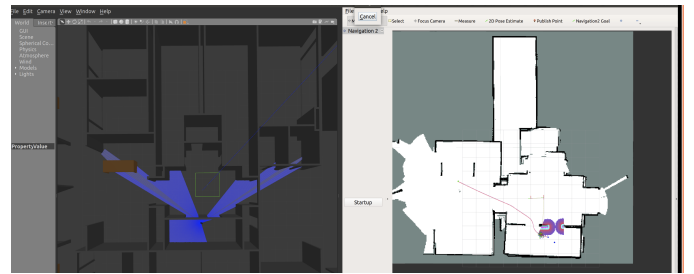 File Edit Camera View Window Help
World
GUI
Scene
Spherical Co...
Physics
Atmosphere
Wind
Models
Lights
Property Value
Cancel
Select Focus Camera Measure 2D Pose Estimate Publish Point Navigation2 Goal
Navigation 2
Startup